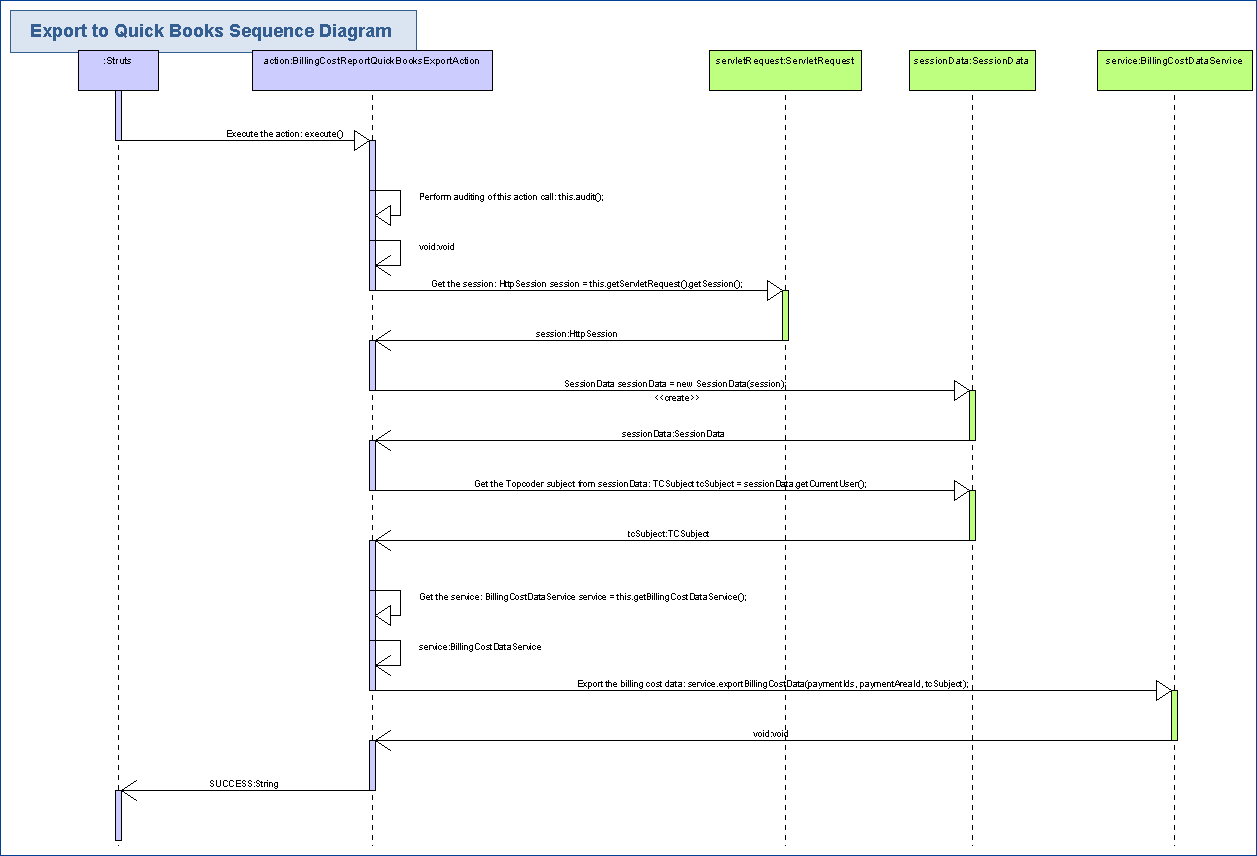 Export to Quick Books Sequence Diagram
:Struts
action:BillingCostReportQuickBooksExportAction
servletRequest:ServletRequest
sessionData:SessionData
service:BillingCostDataService
Execute the action: execute()
Perform auditing of this action call: this.audit();
void:void
Get the session: HttpSession session = this.getServletRequest().getSession();
session:HttpSession
SessionData sessionData = new SessionData(session);
<<create>>
sessionData:SessionData
Get the Topcoder subject from sessionData: TCSubject tcSubject = sessionData.getCurrentUser();
tcSubject:TCSubject
Get the service: BillingCostDataService service = this.getBillingCostDataService();
service:BillingCostDataService
Export the billing cost data: service.exportBillingCostData(paymentIds, paymentAreaId, tcSubject);
void:void
SUCCESS:String